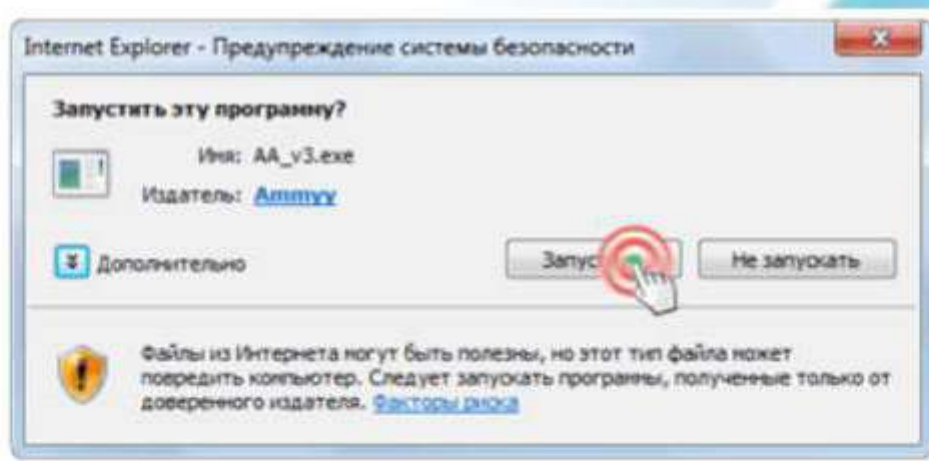 Internet Explorer - Предупреждение системы безопасности
Запустить эту программу?
Имя: AA_v3.exe
Издатель: Ammyy
Дополнительно
Запус
Не запускать
Файлы из Интернета могут быть полезны, но этот тип файла может
повредить компьютер. Следует запускать программы, полученные только от
доверенного издателя. Факторы риска